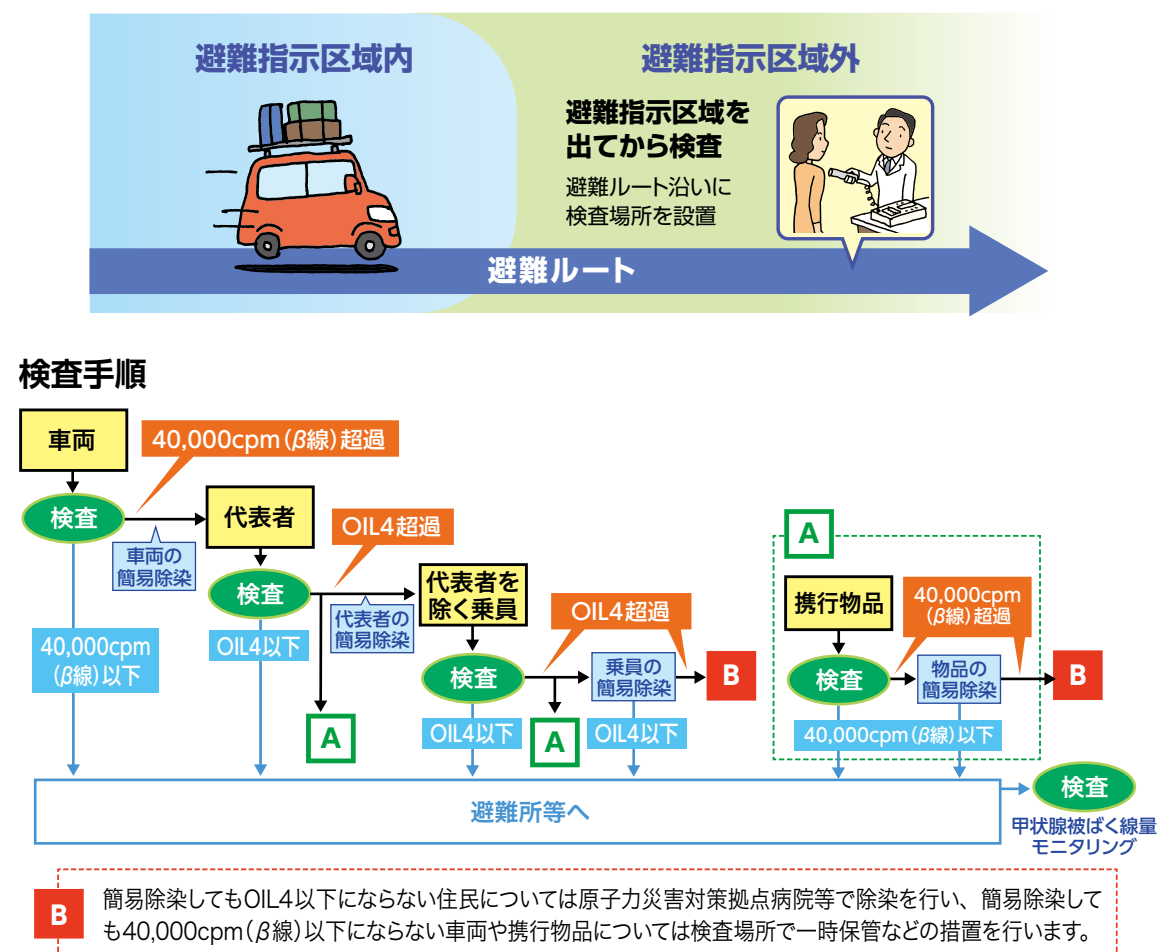 避難指示区域内
避難指示区域外
避難指示区域を
出てから検査
避難ルート沿いに
検査場所を設置
避難ルート
検査手順
車両
40,000cpm(β線)超過
検査
車両の
簡易除染
40,000cpm
(β線)以下
代表者
OIL4超過
検査
代表者の
簡易除染
OIL4以下
A
代表者を
除く乗員
OIL4超過
検査
乗員の
簡易除染
B
OIL4以下
A
OIL4以下
A
携行物品
40,000cpm
(β線)超過
検査
物品の
簡易除染
B
40,000cpm(β線)以下
避難所等へ
検査
甲状腺被ばく線量
モニタリング
B
簡易除染してもOIL4以下にならない住民については原子力災害対策拠点病院等で除染を行い、簡易除染して
も40,000cpm(β線)以下にならない車両や携行物品については検査場所で一時保管などの措置を行います。